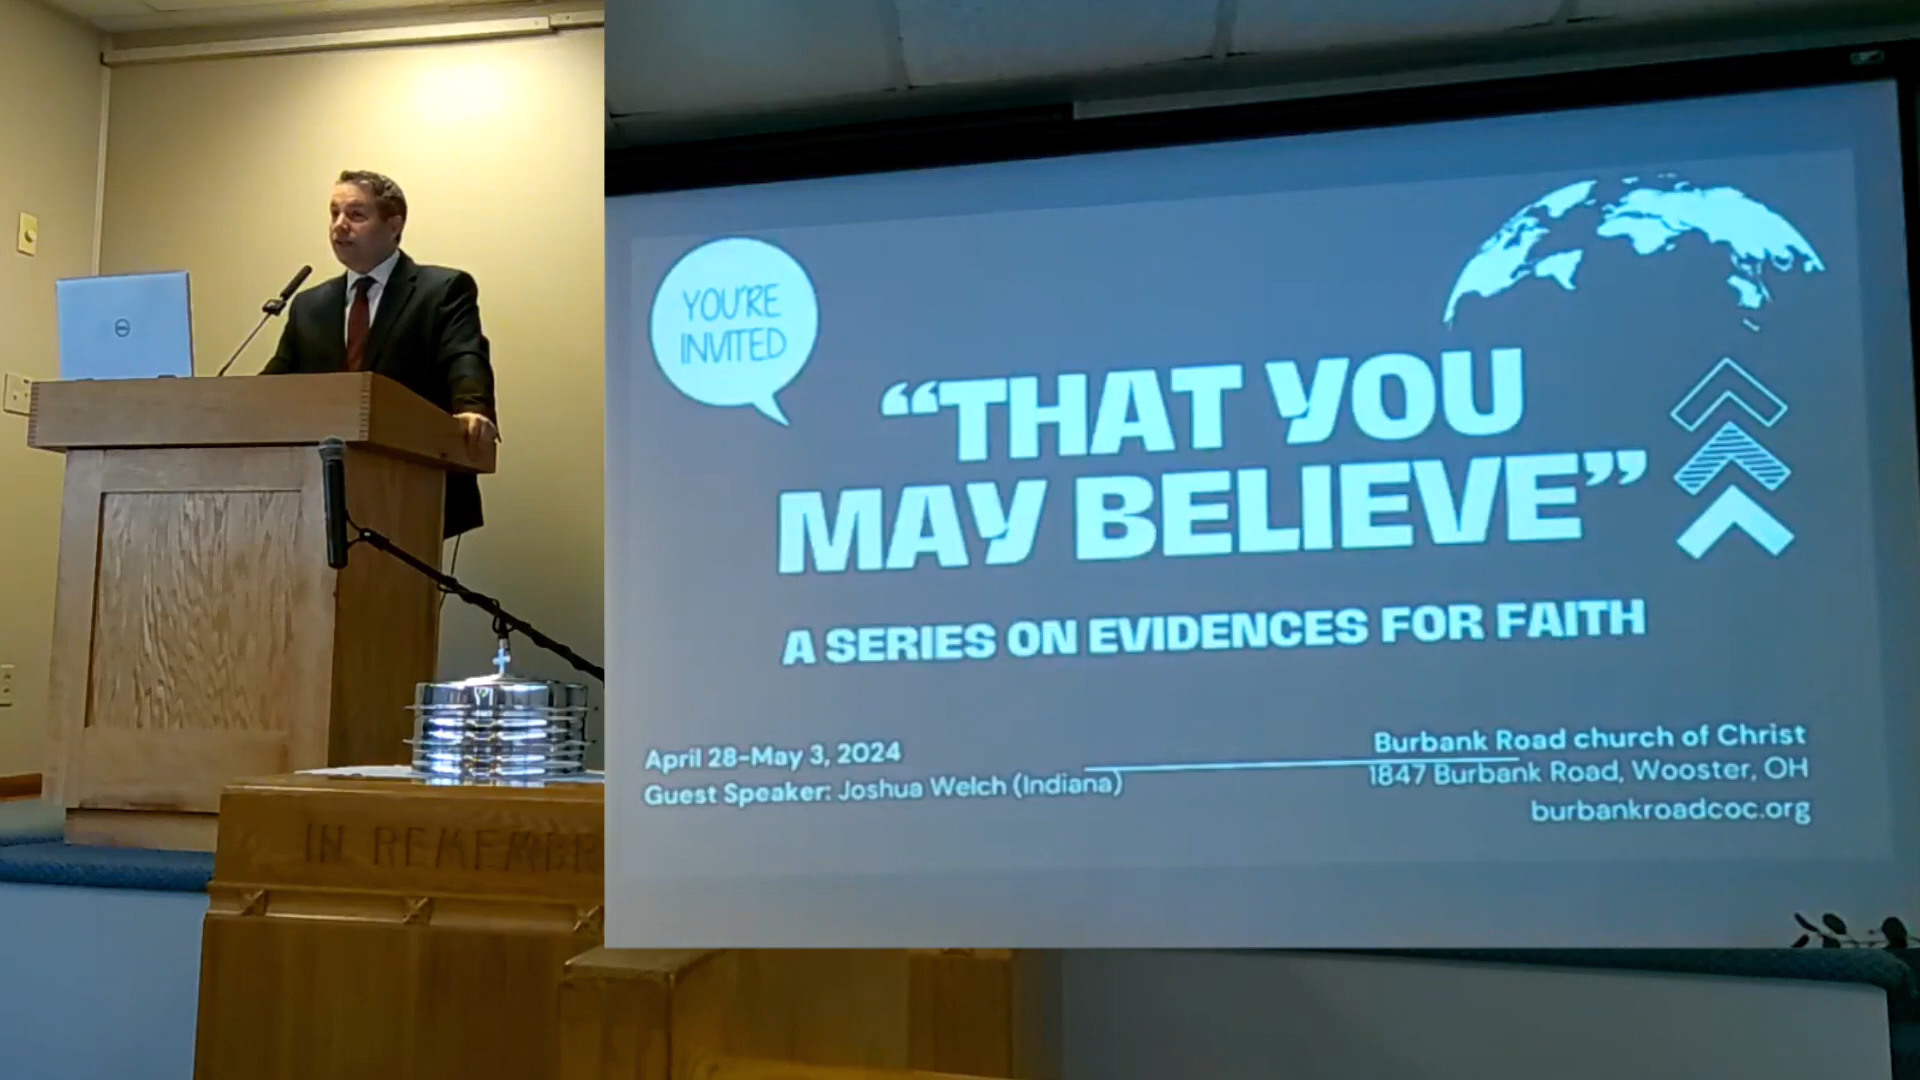 DELL
IN REMEMBR
YOU'RE
INVITED
“THAT YOU
MAY BELIEVE”
A SERIES ON EVIDENCES FOR FAITH
April 28-May 3, 2024
Guest Speaker: Joshua Welch (Indiana)
Burbank Road church of Christ
1847 Burbank Road, Wooster, OH
burbankroadcoc.org